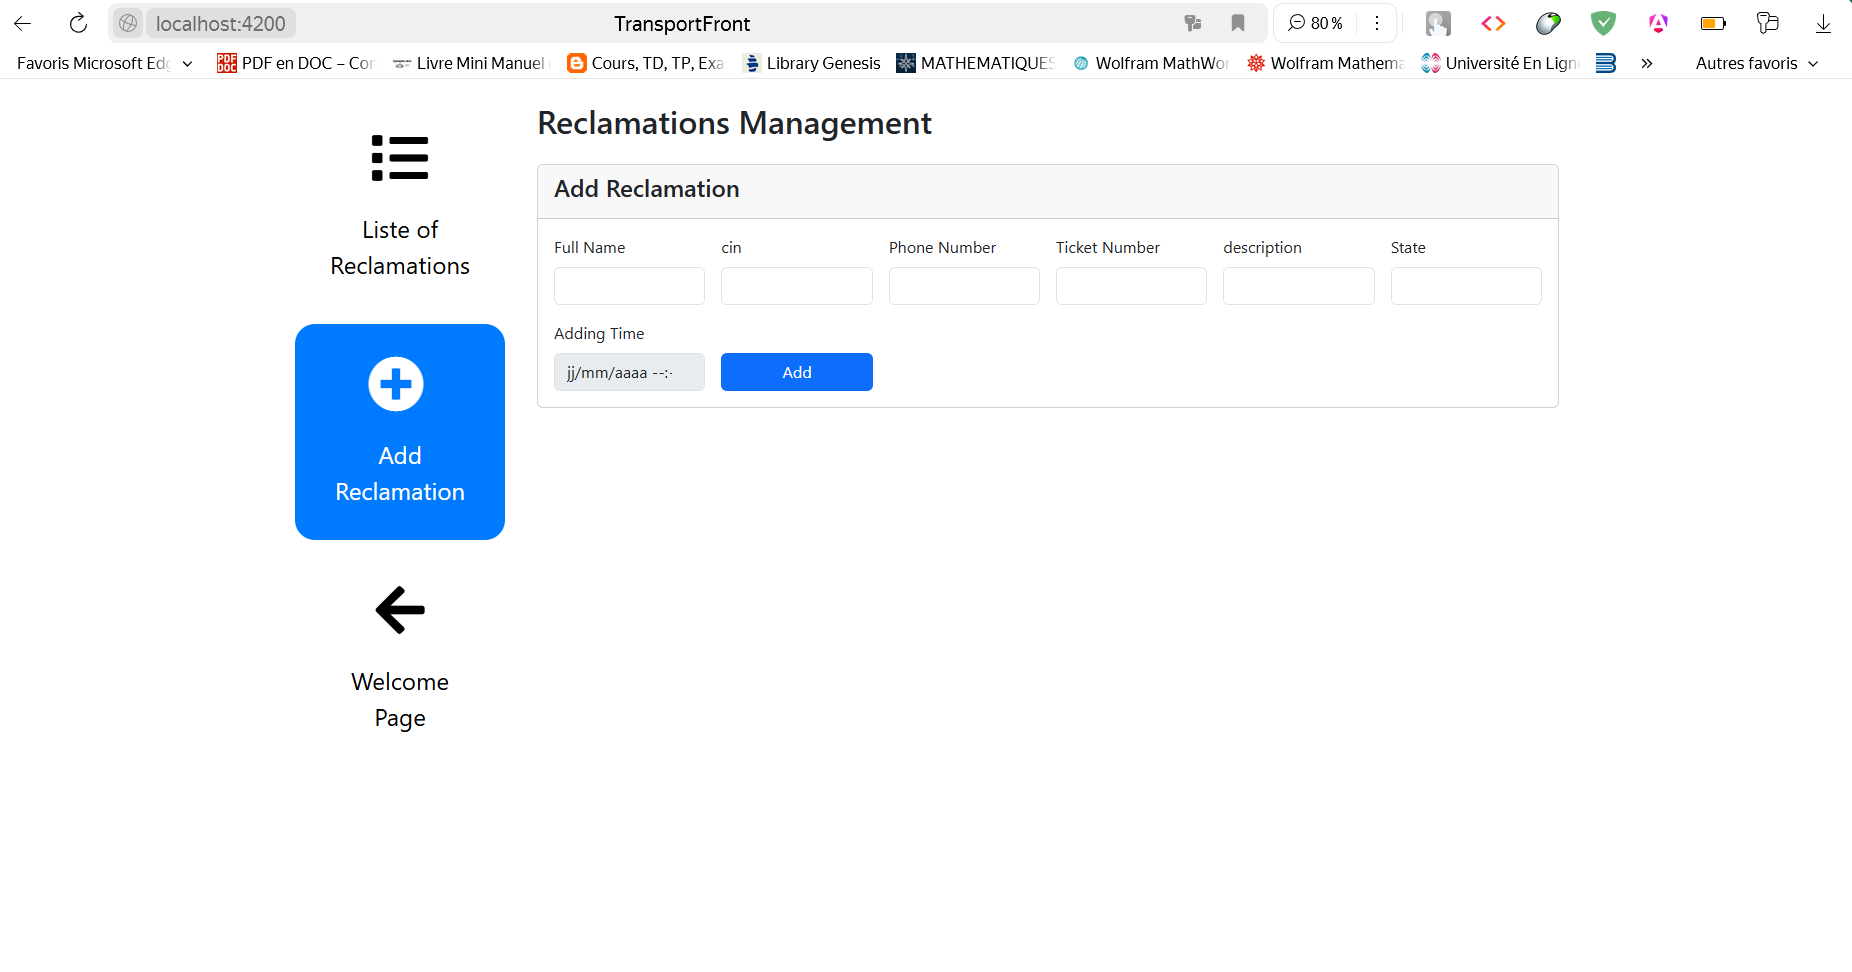 localhost:4200
TransportFront
80 %
Favoris Microsoft Edg
PDF en DOC – Con
Livre Mini Manuel
Cours, TD, TP, Exa
Library Genesis
MATHEMATIQUES
Wolfram MathWor
Wolfram Mathema
Université En Ligne
Autres favoris
Liste of
Reclamations
Add
Reclamation
Welcome
Page
Reclamations Management
Add Reclamation
Full Name
cin
Phone Number
Ticket Number
description
State
Adding Time
jj/mm/aaaa --:-
Add